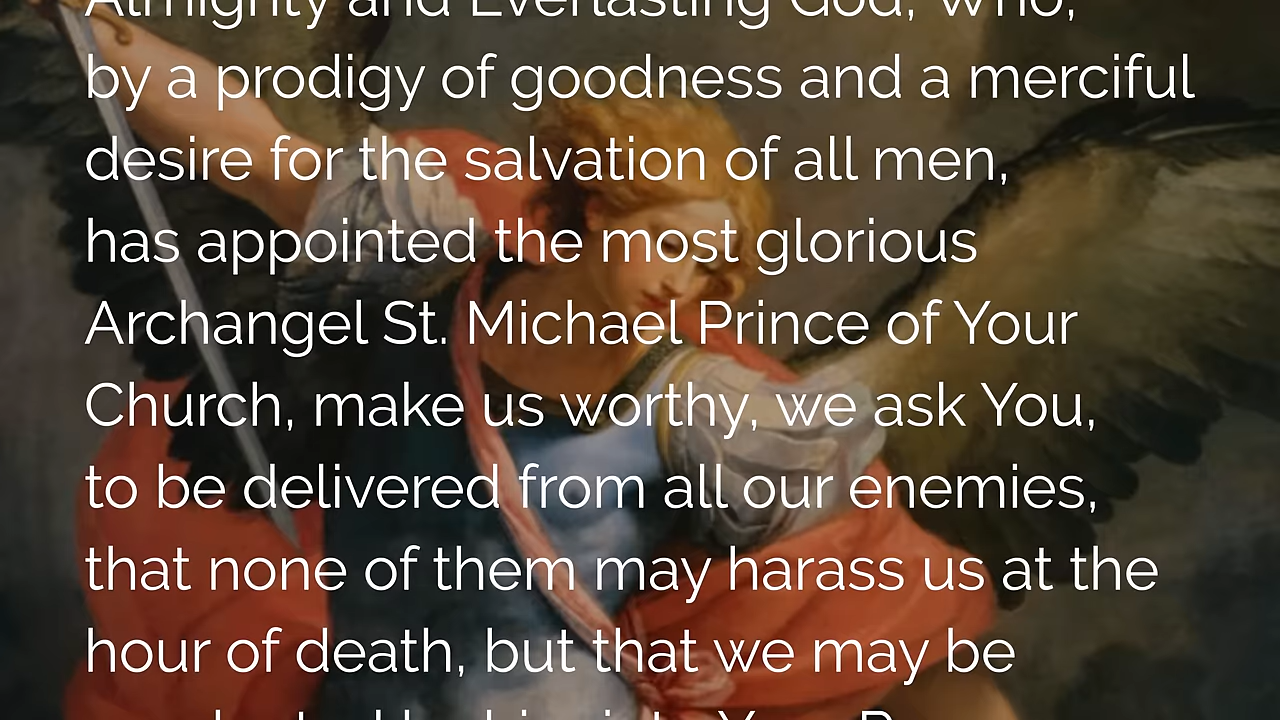 Almighty and Everlasting God, Who,
by a prodigy of goodness and a merciful
desire for the salvation of all men,
has appointed the most glorious
Archangel St. Michael Prince of Your
Church, make us worthy, we ask You,
to be delivered from all our enemies,
that none of them may harass us at the
hour of death, but that we may be